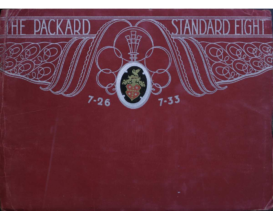 THE PACKARD STANDARD EIGHT
7-26 7-33